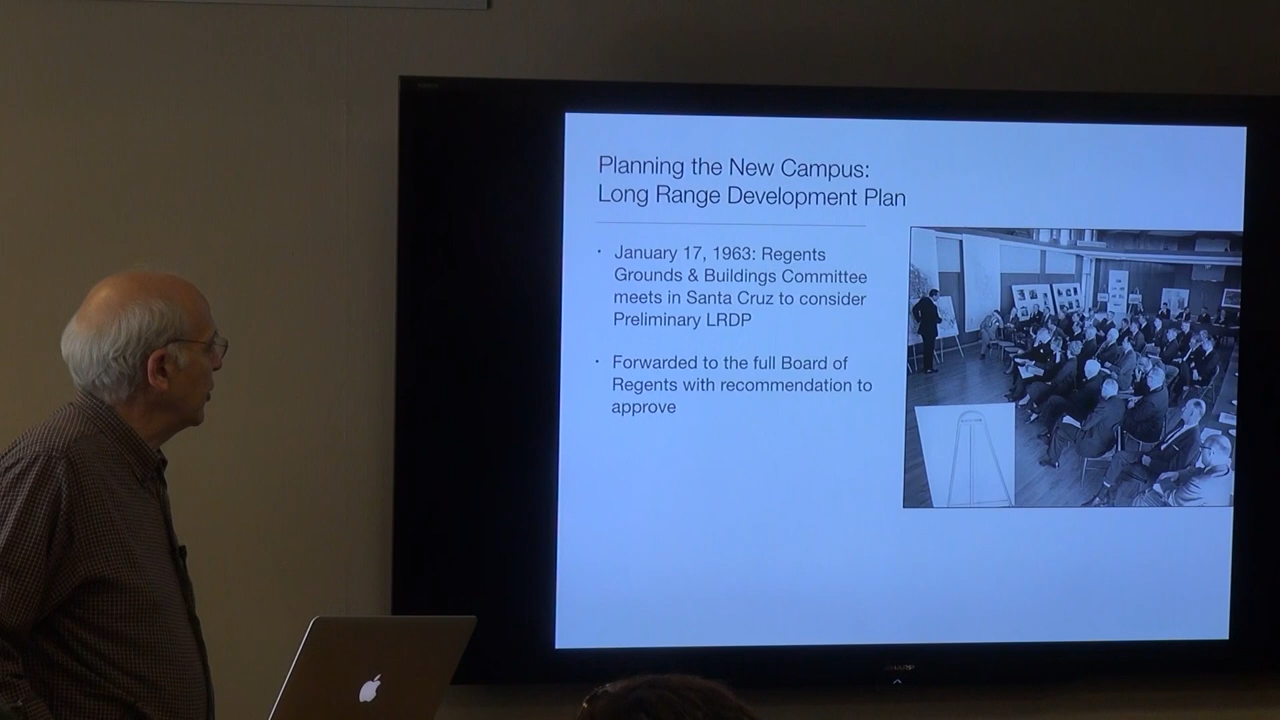 Planning the New Campus:
Long Range Development Plan
· January 17, 1963: Regents
Grounds & Buildings Committee
meets in Santa Cruz to consider
Preliminary LRDP
· Forwarded to the full Board of
Regents with recommendation to
approve
SHARP